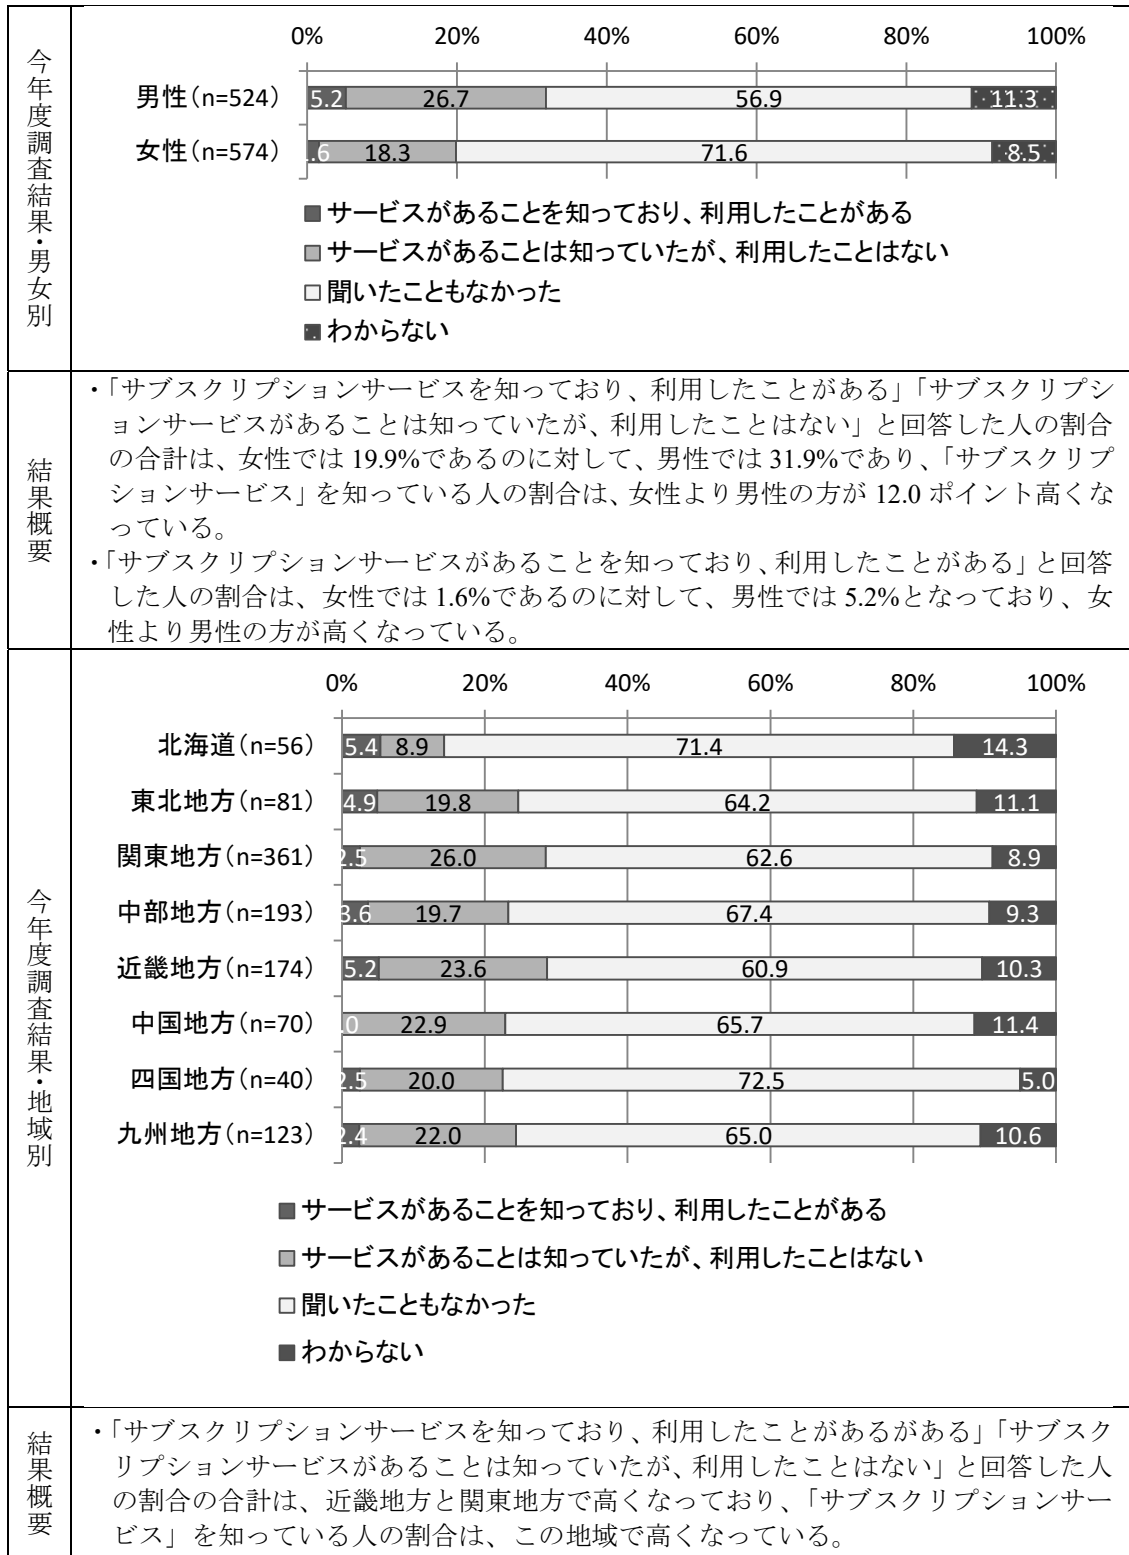 今年度調査結果・男女別
0% 20% 40% 60% 80% 100%
男性(n=524) 5.2 26.7 56.9 11.3
女性(n=574) .6 18.3 71.6 8.5
サービスがあることを知っており、利用したことがある
サービスがあることは知っていたが、利用したことはない
聞いたこともなかった
わからない
結果概要
・「サブスクリプションサービスを知っており、利用したことがある」「サブスクリプシ
ョンサービスがあることは知っていたが、利用したことはない」と回答した人の割合
の合計は、女性では 19.9%であるのに対して、男性では 31.9%であり、「サブスクリプ
ションサービス」を知っている人の割合は、女性より男性の方が 12.0 ポイント高くな
っている。
・「サブスクリプションサービスがあることを知っており、利用したことがある」と回答
した人の割合は、女性では 1.6%であるのに対して、男性では 5.2%となっており、女
性より男性の方が高くなっている。
今年度調査結果・地域別
0% 20% 40% 60% 80% 100%
北海道(n=56) 5.4 8.9 71.4 14.3
東北地方(n=81) 4.9 19.8 64.2 11.1
関東地方(n=361) 2.5 26.0 62.6 8.9
中部地方(n=193) 3.6 19.7 67.4 9.3
近畿地方(n=174) 5.2 23.6 60.9 10.3
中国地方(n=70) .0 22.9 65.7 11.4
四国地方(n=40) 2.5 20.0 72.5 5.0
九州地方(n=123) 2.4 22.0 65.0 10.6
サービスがあることを知っており、利用したことがある
サービスがあることは知っていたが、利用したことはない
聞いたこともなかった
わからない
結果概要
・「サブスクリプションサービスを知っており、利用したことがあるがある」「サブスク
リプションサービスがあることは知っていたが、利用したことはない」と回答した人
の割合の合計は、近畿地方と関東地方で高くなっており、「サブスクリプションサー
ビス」を知っている人の割合は、この地域で高くなっている。